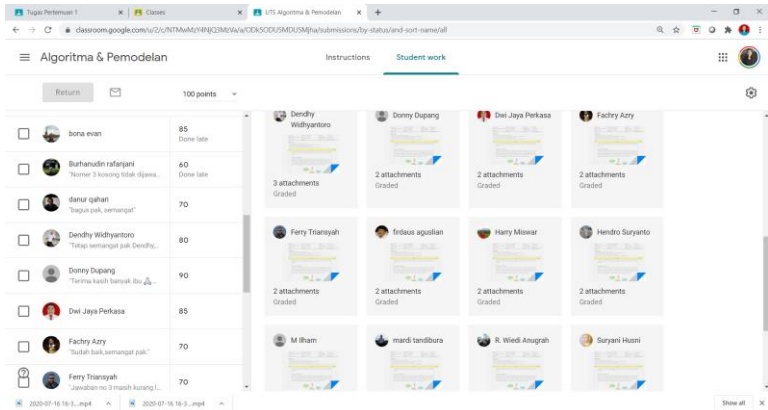 Tugas Pertemuan 1
Classes
UTS Algoritma & Pemodelan
classroom.google.com/u/2/c/NTMwMzY4NjQ3MzVa/a/ODk5ODU5MDU5Mjha/submissions/by-status/and-sort-name/all
Algoritma & Pemodelan
Instructions
Student work
Return
100 points
bona evan
85
Done late
Burhanudin rafanjani
"Nomer 3 kosong tidak dijawa...
60
Done late
danur qahari
"bagus pak, semangat"
70
Dendhy Widhyantoro
"Tetap semangat pak Dendhy,...
80
Donny Dupang
"Terima kasih banyak ibu
90
Dwi Jaya Perkasa
85
Fachry Azry
"Sudah baik,semangat pak."
70
Ferry Triansyah
"Jawaban no 3 masih kurang l...
70
Dendhy
Widhyantoro
3 attachments
Graded
Donny Dupang
2 attachments
Graded
Dwi Jaya Perkasa
2 attachments
Graded
Fachry Azry
2 attachments
Graded
Ferry Triansyah
2 attachments
Graded
firdaus aguslian
2 attachments
Graded
Harry Miswar
2 attachments
Graded
Hendro Suryanto
2 attachments
Graded
M Ilham
mardi tandibura
R. Wiedi Anugrah
Suryani Husni
2020-07-16 16-3....mp4
2020-07-16 16-3....mp4
Show all